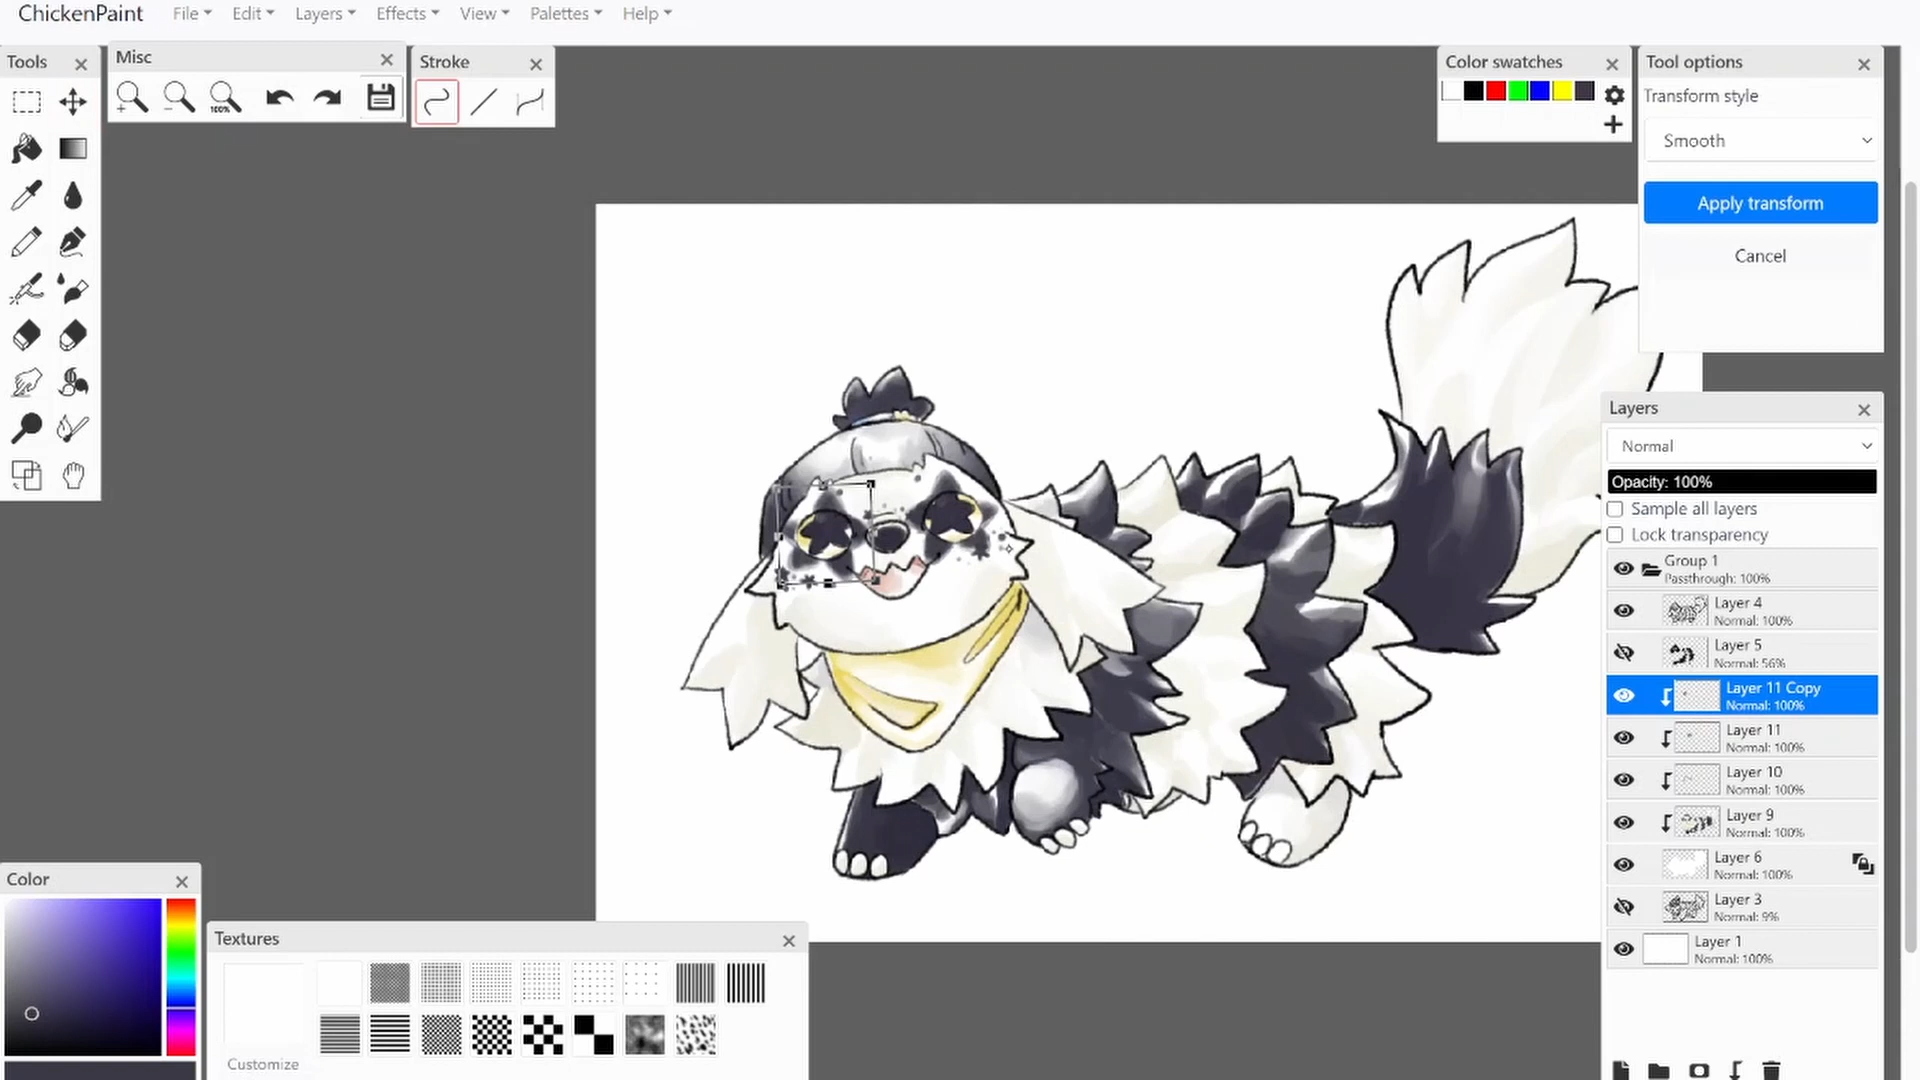 ChickenPaint
File
Edit
Layers
Effects
View
Palettes
Help
Tools
Misc
100%
Stroke
Color swatches
Tool options
Transform style
Smooth
Apply transform
Cancel
Layers
Normal
Opacity: 100%
Sample all layers
Lock transparency
Group 1
Passthrough: 100%
Layer 4
Normal: 100%
Layer 5
Normal: 56%
Layer 11 Copy
Normal: 100%
Layer 11
Normal: 100%
Layer 10
Normal: 100%
Layer 9
Normal: 100%
Layer 6
Normal: 100%
Layer 3
Normal: 9%
Layer 1
Normal: 100%
Color
Textures
Customize